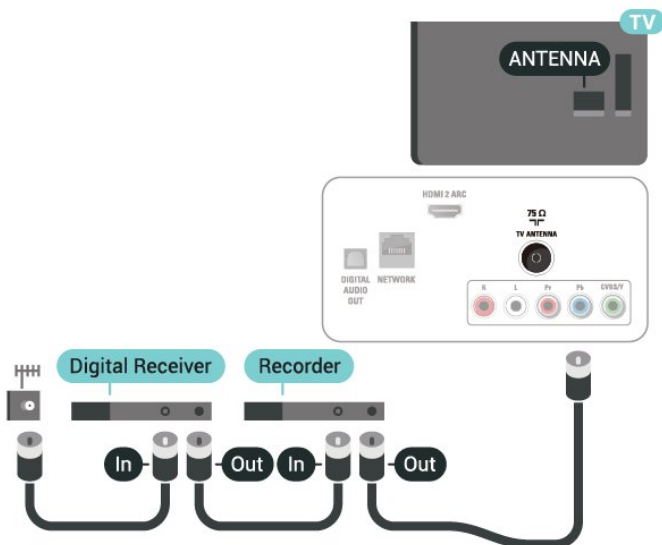 TV
ANTENNA
HDMI 2 ARC
75 Ω
TV ANTENNA
DIGITAL AUDIO OUT
NETWORK
R L Pr Pb CVBS/Y
Digital Receiver
Recorder
In
Out
In
Out